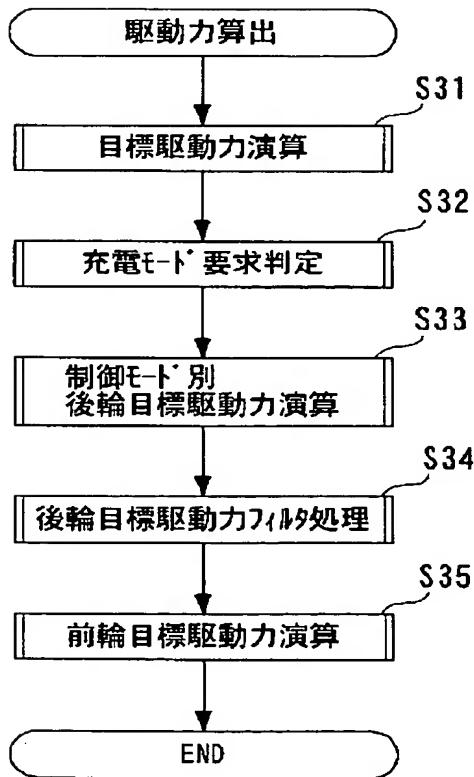 駆動力算出
S31
目標駆動力演算
S32
充電ﾓｰﾄﾞ要求判定
S33
制御ﾓｰﾄﾞ別
後輪目標駆動力演算
S34
後輪目標駆動力ﾌｨﾙﾀ処理
S35
前輪目標駆動力演算
END